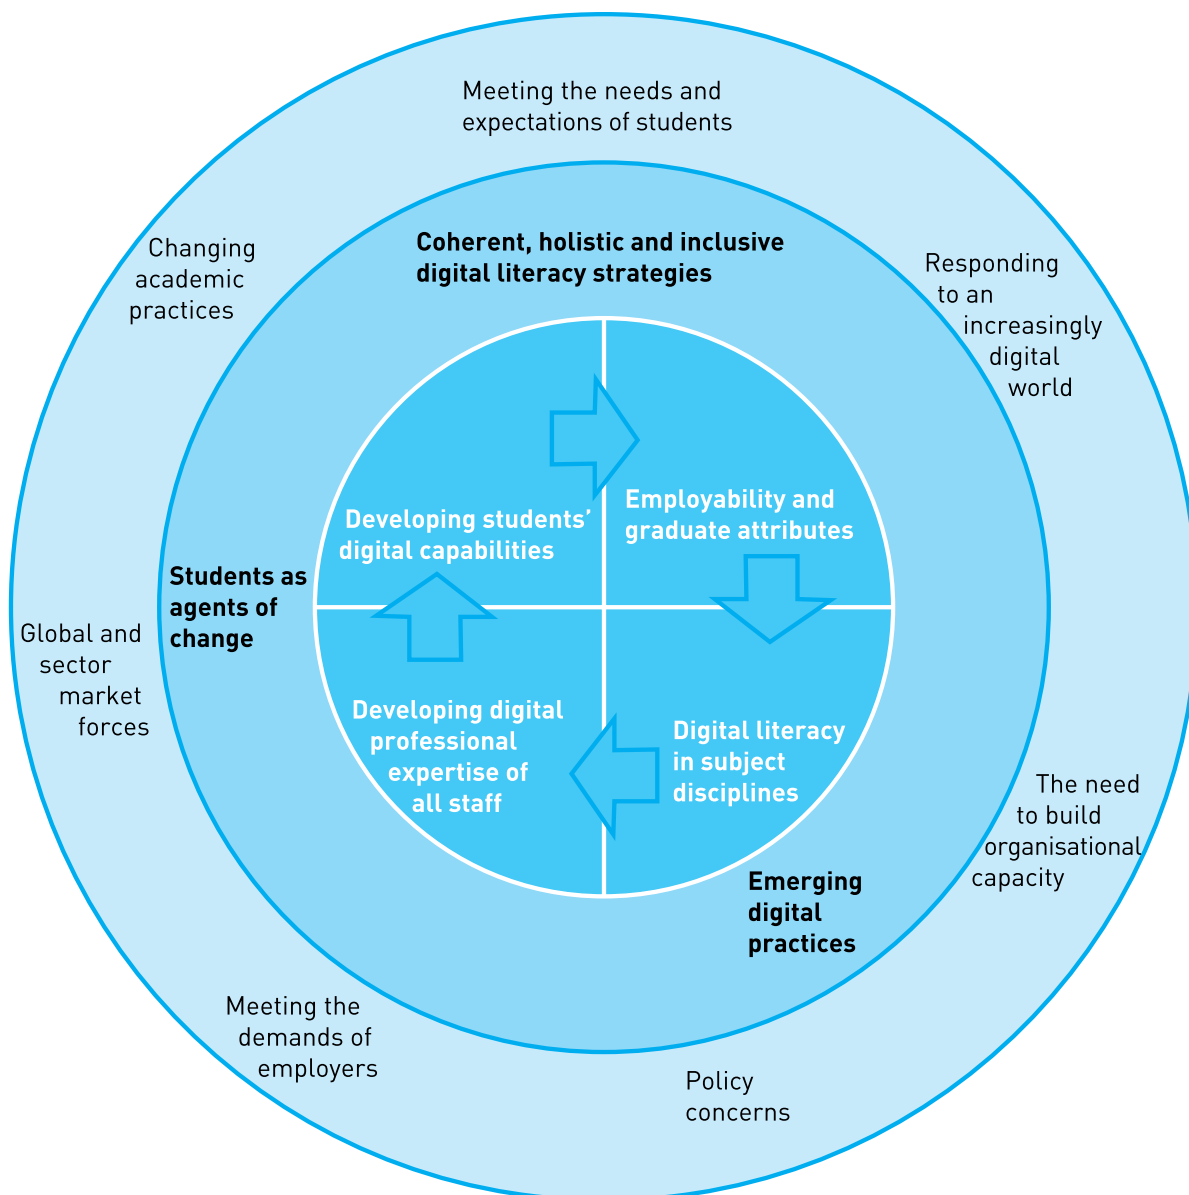 Meeting the needs and
expectations of students
Changing
academic
practices
Responding
to an
increasingly
digital
world
Coherent, holistic and inclusive
digital literacy strategies
Developing students’
digital capabilities
Employability and
graduate attributes
Students as
agents of
change
Global and
sector
market
forces
Developing digital
professional
expertise of
all staff
Digital literacy
in subject
disciplines
The need
to build
organisational
capacity
Emerging
digital
practices
Meeting the
demands of
employers
Policy
concerns